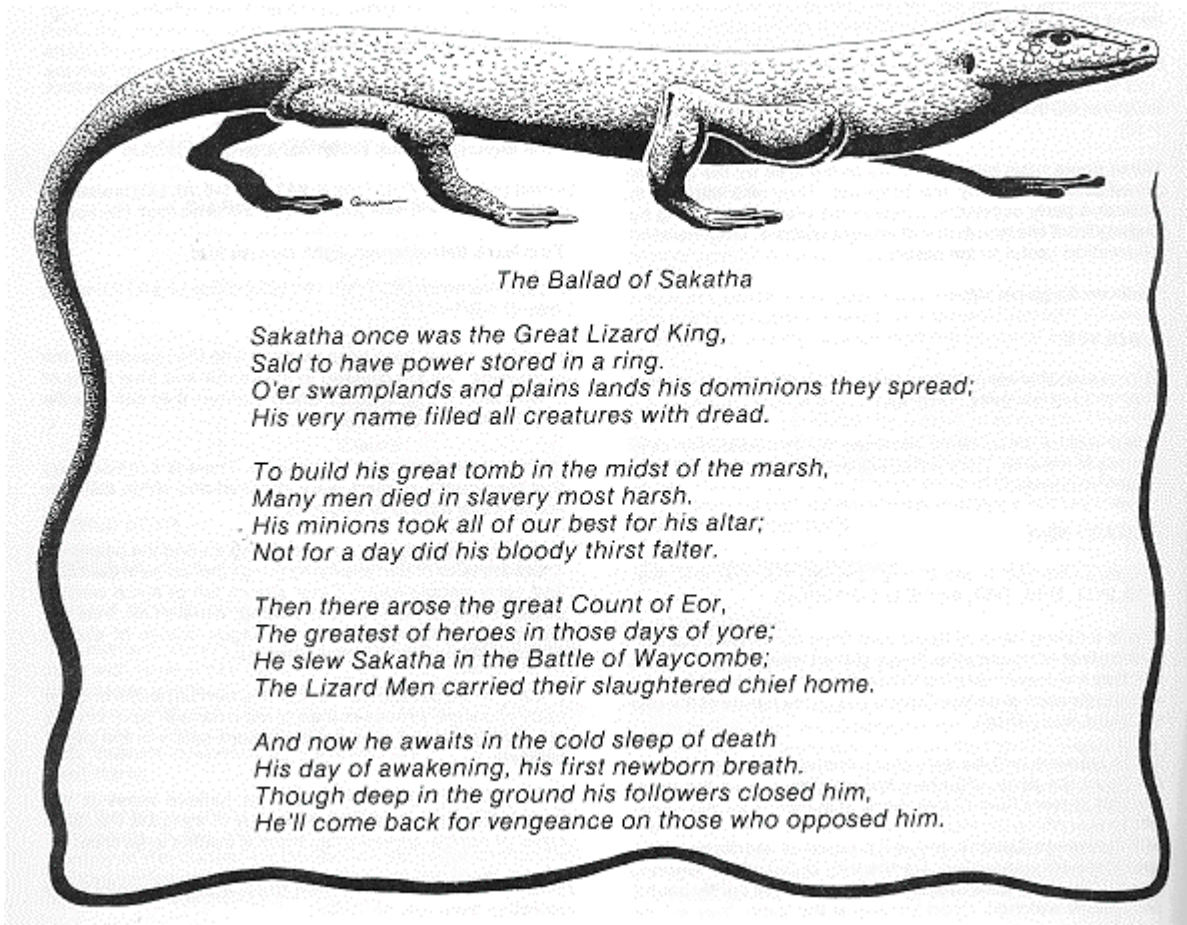 The Ballad of Sakatha
Sakatha once was the Great Lizard King,
Said to have power stored in a ring.
O'er swamplands and plains lands his dominions they spread;
His very name filled all creatures with dread.
To build his great tomb in the midst of the marsh,
Many men died in slavery most harsh.
His minions took all of our best for his altar;
Not for a day did his bloody thirst falter.
Then there arose the great Count of Eor,
The greatest of heroes in those days of yore;
He slew Sakatha in the Battle of Waycombe;
The Lizard Men carried their slaughtered chief home.
And now he awaits in the cold sleep of death
His day of awakening, his first newborn breath.
Though deep in the ground his followers closed him,
He'll come back for vengeance on those who opposed him.